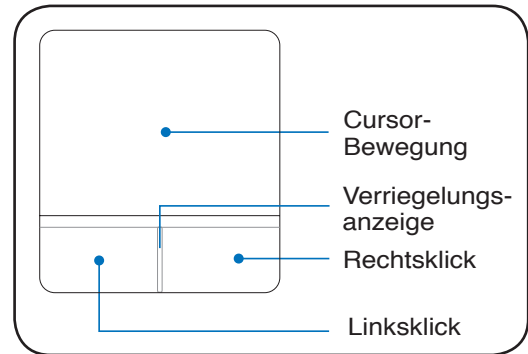 Cursor-
Bewegung
Verriegelungs-
anzeige
Rechtsklick
Linksklick